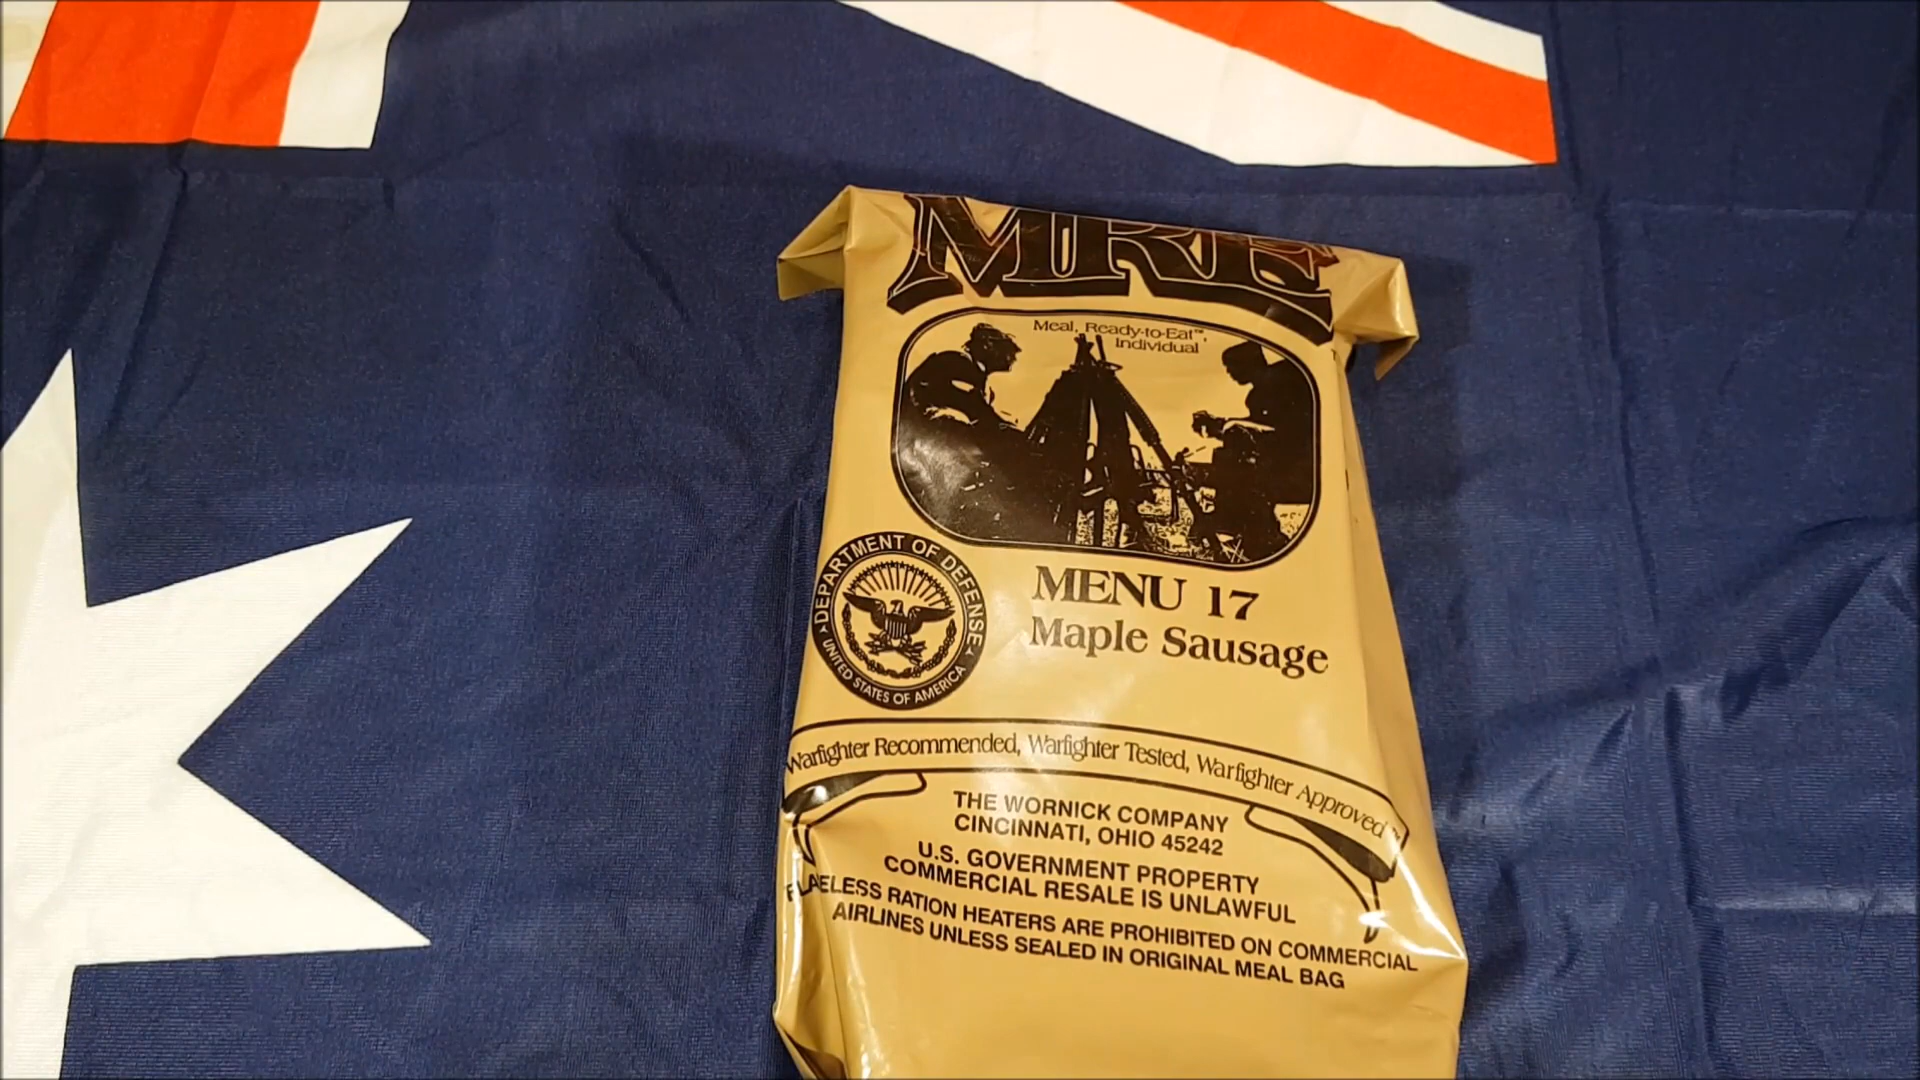 MRE
Meal, Ready-to-Eat™,
Individual
DEPARTMENT OF DEFENSE
UNITED STATES OF AMERICA
MENU 17
Maple Sausage
Warfighter Recommended, Warfighter Tested, Warfighter Approved™
THE WORNICK COMPANY
CINCINNATI, OHIO 45242
U.S. GOVERNMENT PROPERTY
COMMERCIAL RESALE IS UNLAWFUL
FLAMELESS RATION HEATERS ARE PROHIBITED ON COMMERCIAL
AIRLINES UNLESS SEALED IN ORIGINAL MEAL BAG